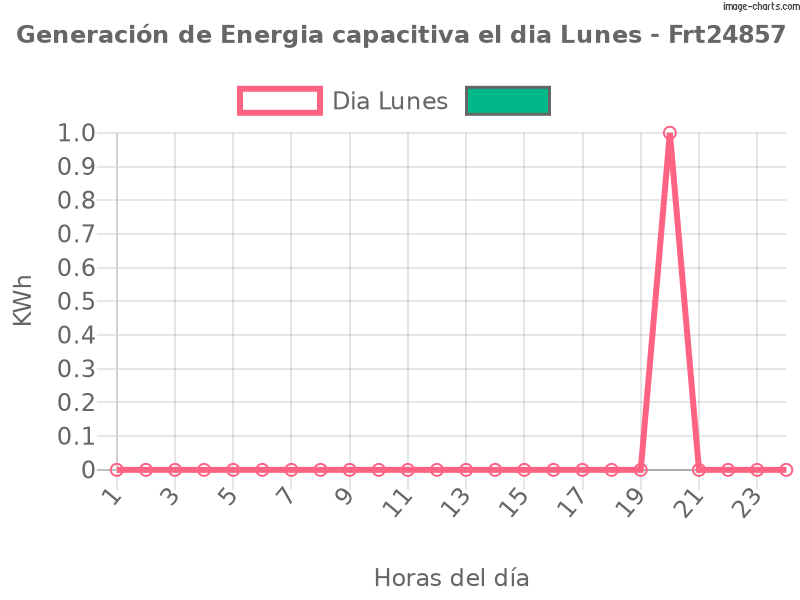 image-charts.com
Generación de Energia capacitiva el dia Lunes - Frt24857
Dia Lunes
1.0
0.9
0.8
0.7
0.6
0.5
0.4
0.3
0.2
0.1
0
KWh
1 3 5 7 9 11 13 15 17 19 21 23
Horas del día